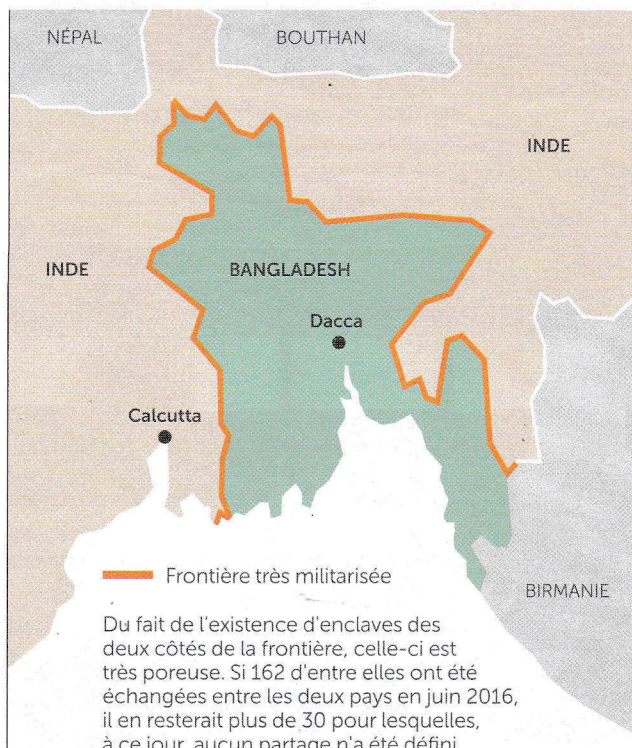 NÉPAL
BOUTHAN
INDE
INDE
BANGLADESH
Dacca
Calcutta
Frontière très militarisée
BIRMANIE
Du fait de l'existence d'enclaves des
deux côtés de la frontière, celle-ci est
très poreuse. Si 162 d'entre elles ont été
échangées entre les deux pays en juin 2016,
il en resterait plus de 30 pour lesquelles,
à ce jour, aucun partage n'a été défini